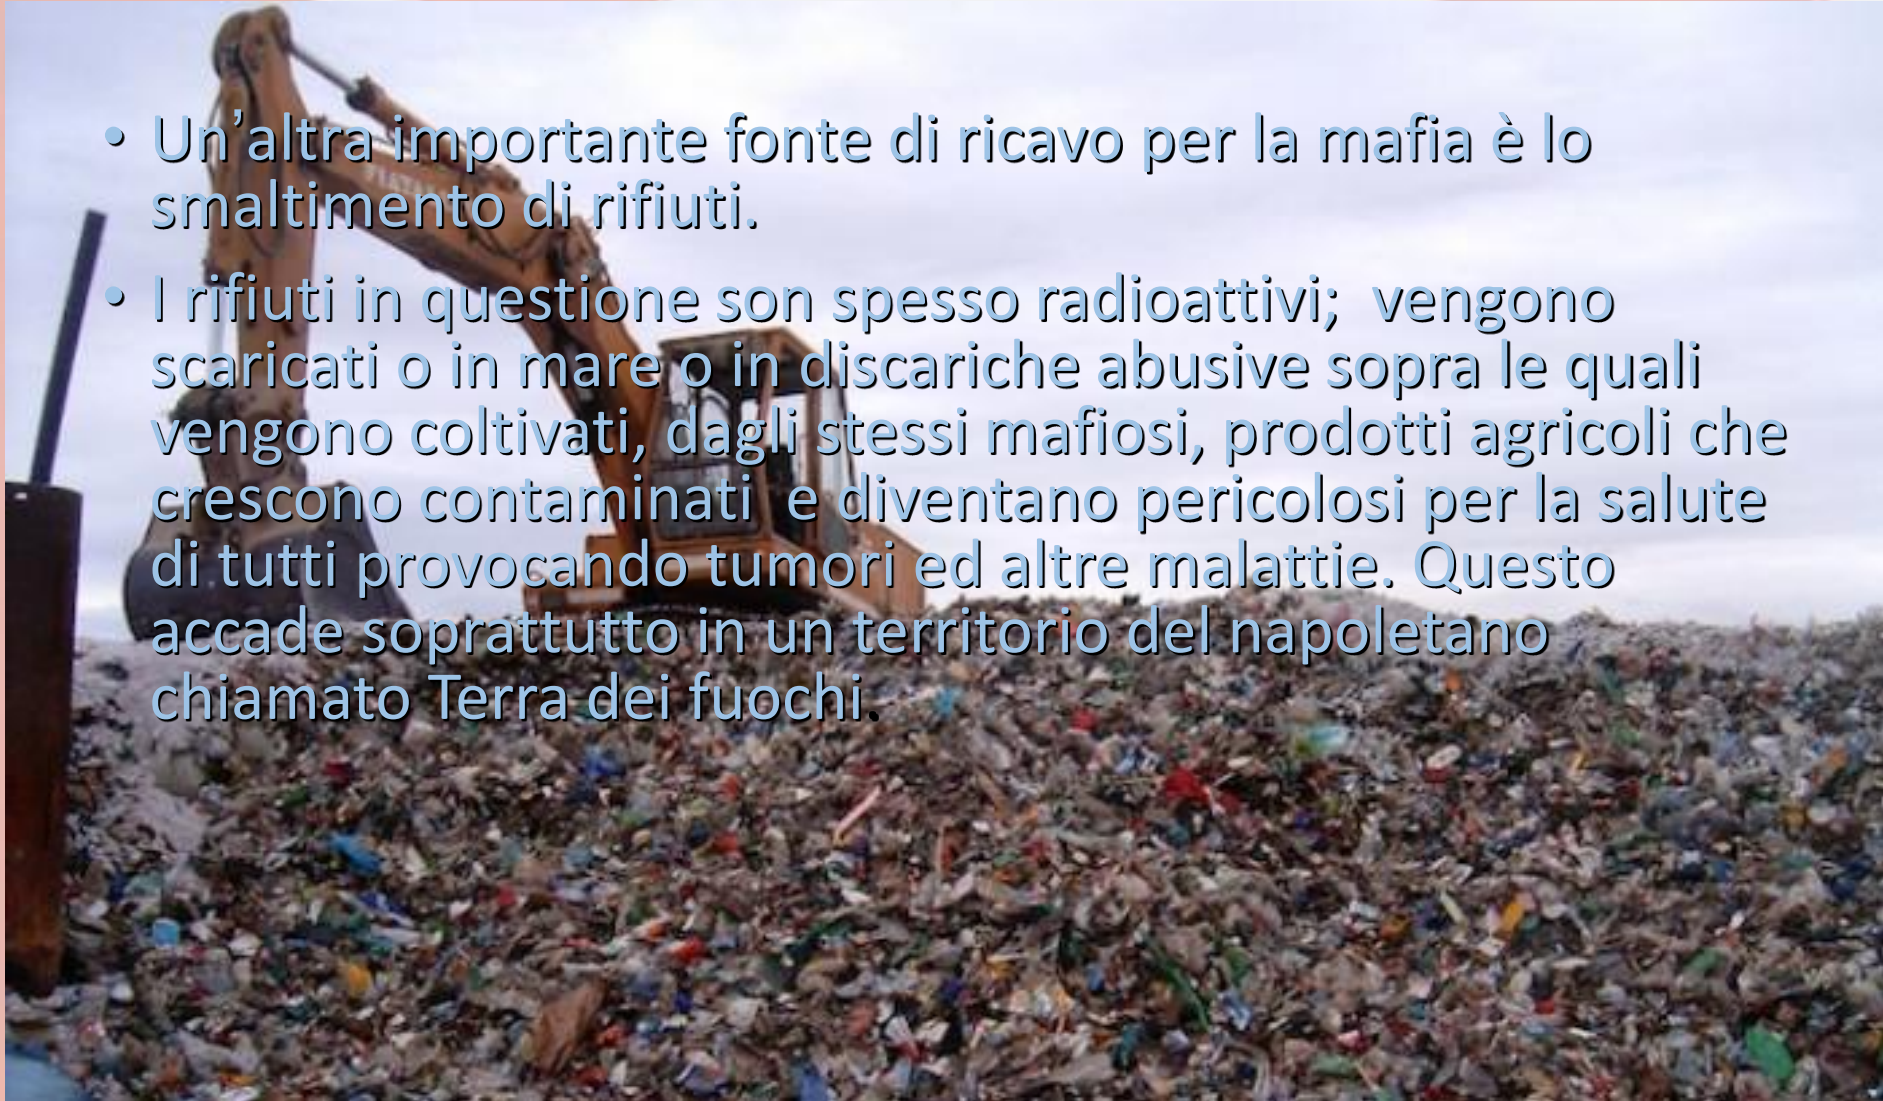 • Un’altra importante fonte di ricavo per la mafia è lo
smaltimento di rifiuti.
• I rifiuti in questione son spesso radioattivi;  vengono
scaricati o in mare o in discariche abusive sopra le quali
vengono coltivati, dagli stessi mafiosi, prodotti agricoli che
crescono contaminati  e diventano pericolosi per la salute
di tutti provocando tumori ed altre malattie. Questo
accade soprattutto in un territorio del napoletano
chiamato Terra dei fuochi.